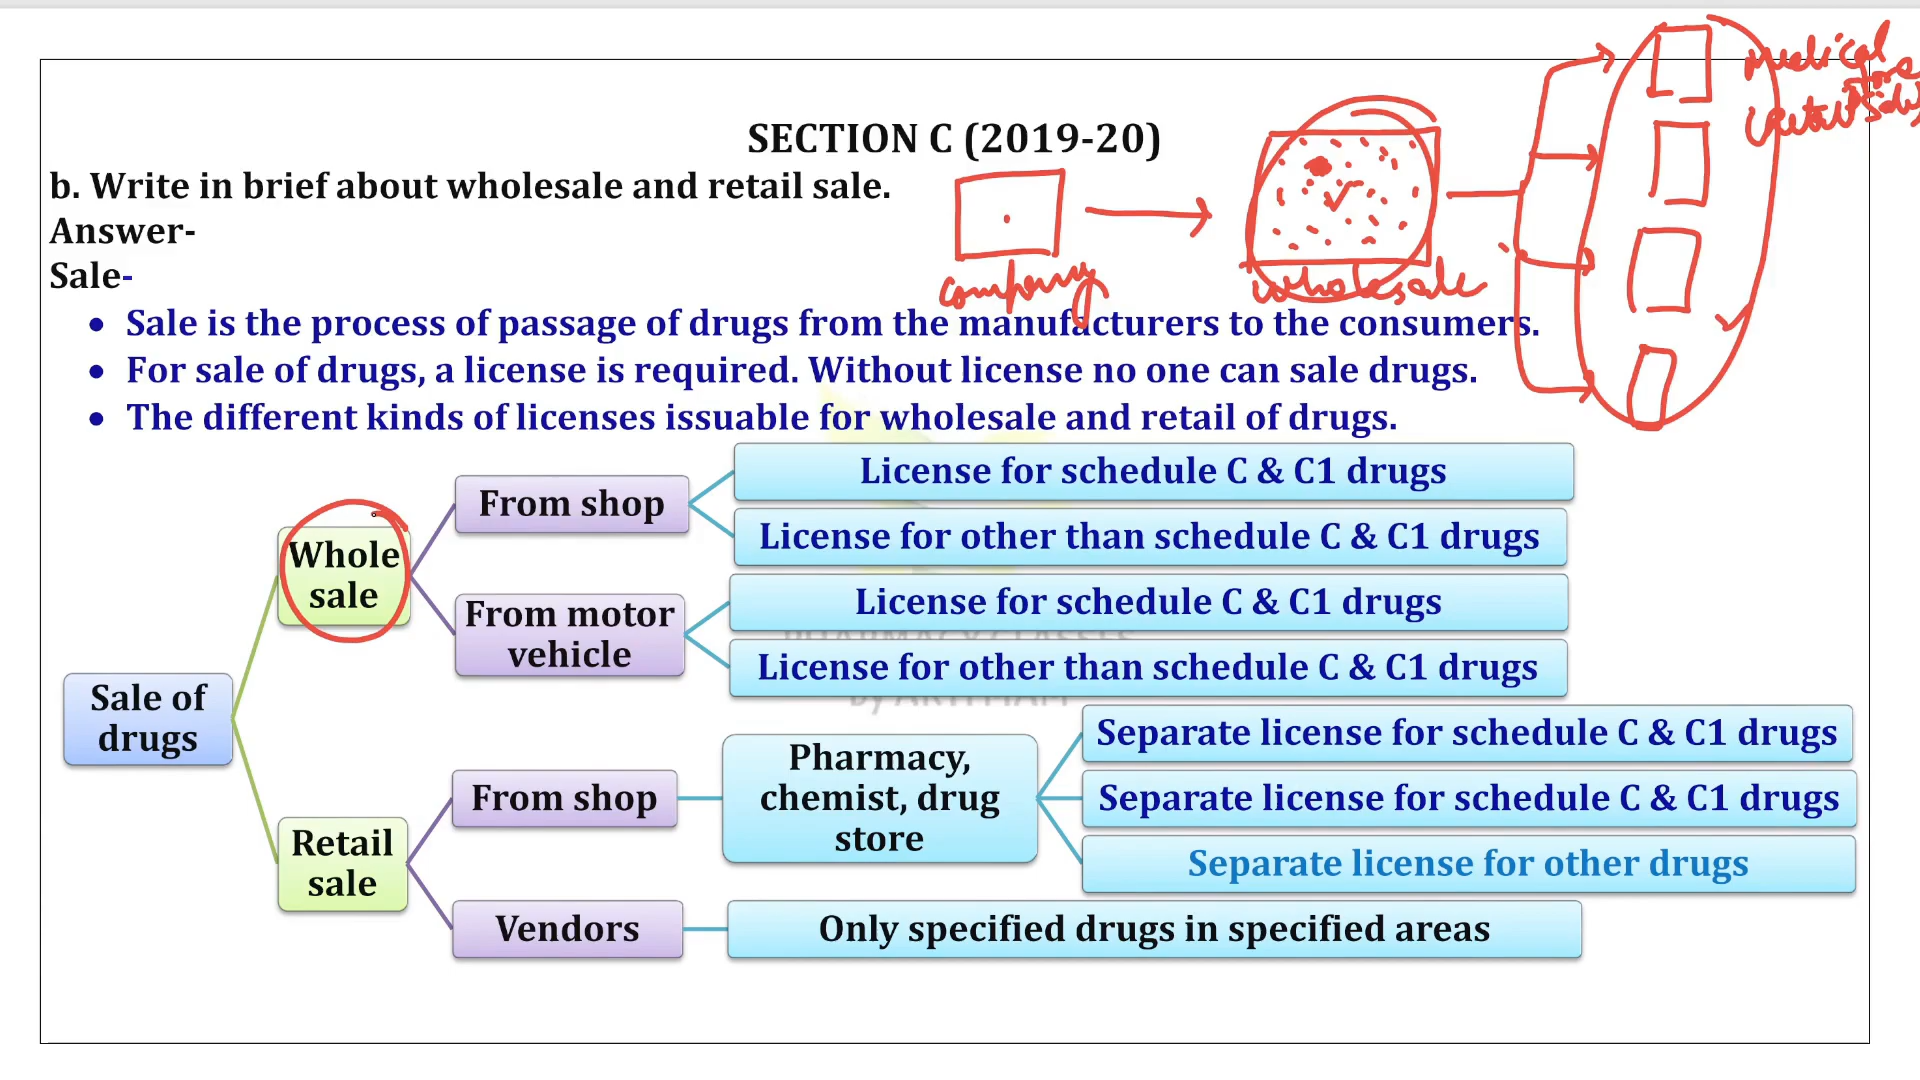 SECTION C (2019-20)
b. Write in brief about wholesale and retail sale.
Answer-
Sale-
• Sale is the process of passage of drugs from the manufacturers to the consumers.
• For sale of drugs, a license is required. Without license no one can sale drugs.
• The different kinds of licenses issuable for wholesale and retail of drugs.
company
wholesale
medical
store
(Retail
Sale of
drugs
Whole
sale
From shop
License for schedule C & C1 drugs
License for other than schedule C & C1 drugs
From motor
vehicle
License for schedule C & C1 drugs
License for other than schedule C & C1 drugs
Retail
sale
From shop
Pharmacy,
chemist, drug
store
Separate license for schedule C & C1 drugs
Separate license for schedule C & C1 drugs
Separate license for other drugs
Vendors
Only specified drugs in specified areas
PHARMACY CLASSES